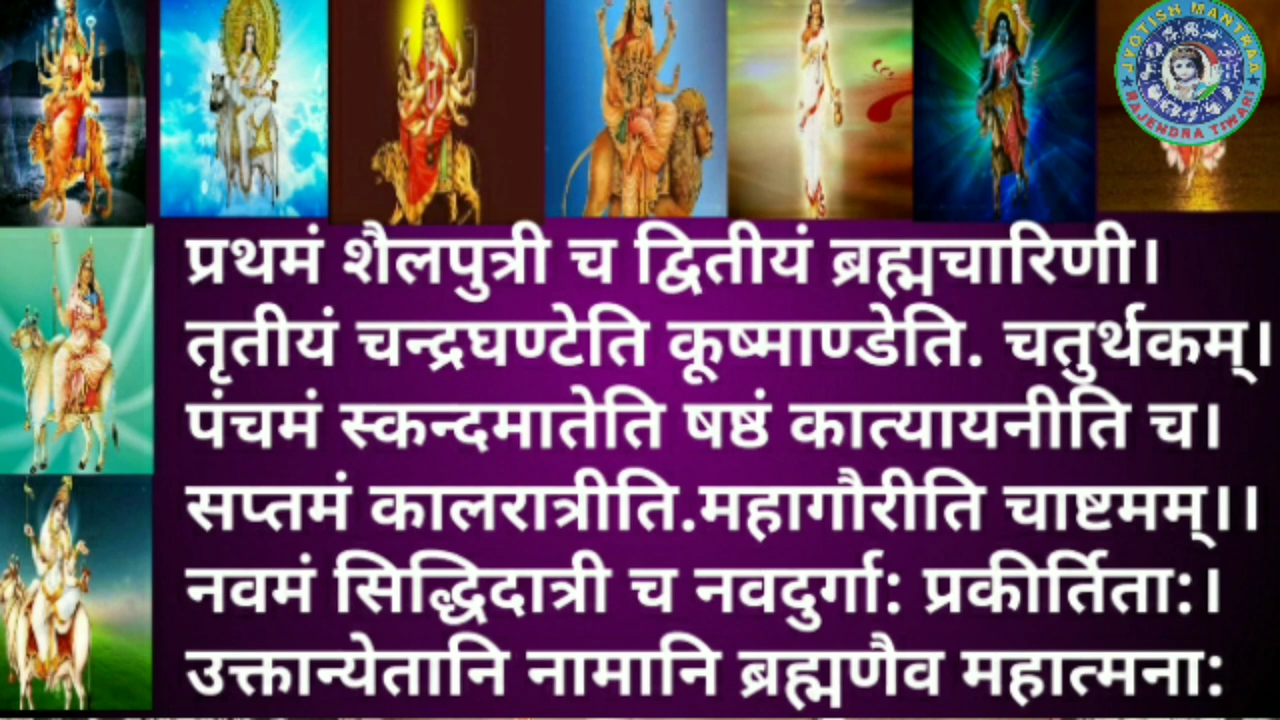 JYOTISH MANTRAA
RAJENDRA TIWARI
प्रथमं शैलपुत्री च द्वितीयं ब्रह्मचारिणी।
तृतीयं चन्द्रघण्टेति कूष्माण्डेति. चतुर्थकम्।
पंचमं स्कन्दमातेति षष्ठं कात्यायनीति च।
सप्तमं कालरात्रीति.महागौरीति चाष्टमम्।।
नवमं सिद्धिदात्री च नवदुर्गा: प्रकीर्तिता:।
उक्तान्येतानि नामानि ब्रह्मणैव महात्मना: